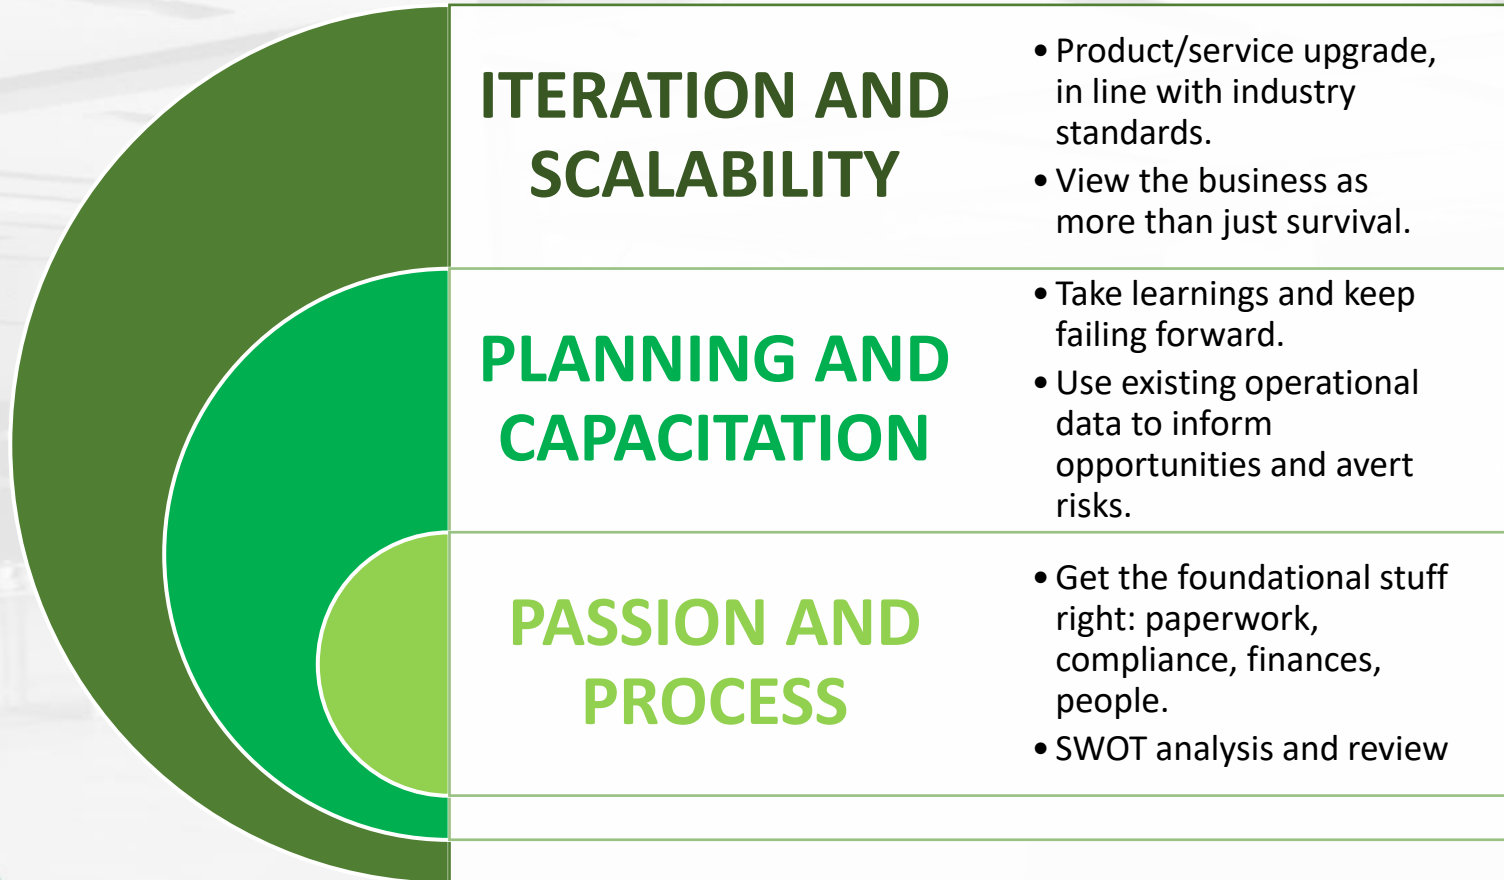 ITERATION AND
SCALABILITY
• Product/service upgrade,
in line with industry
standards.
• View the business as
more than just survival.
PLANNING AND
CAPACITATION
• Take learnings and keep
failing forward.
• Use existing operational
data to inform
opportunities and avert
risks.
PASSION AND
PROCESS
• Get the foundational stuff
right: paperwork,
compliance, finances,
people.
• SWOT analysis and review